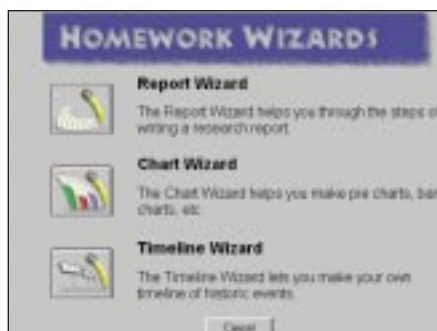 HOMEWORK WIZARDS
Report Wizard
The Report Wizard helps you through the steps of
writing a research report.
Chart Wizard
The Chart Wizard helps you make pie charts, bar
charts, etc.
Timeline Wizard
The Timeline Wizard lets you make your own
timeline of historic events.
Cancel